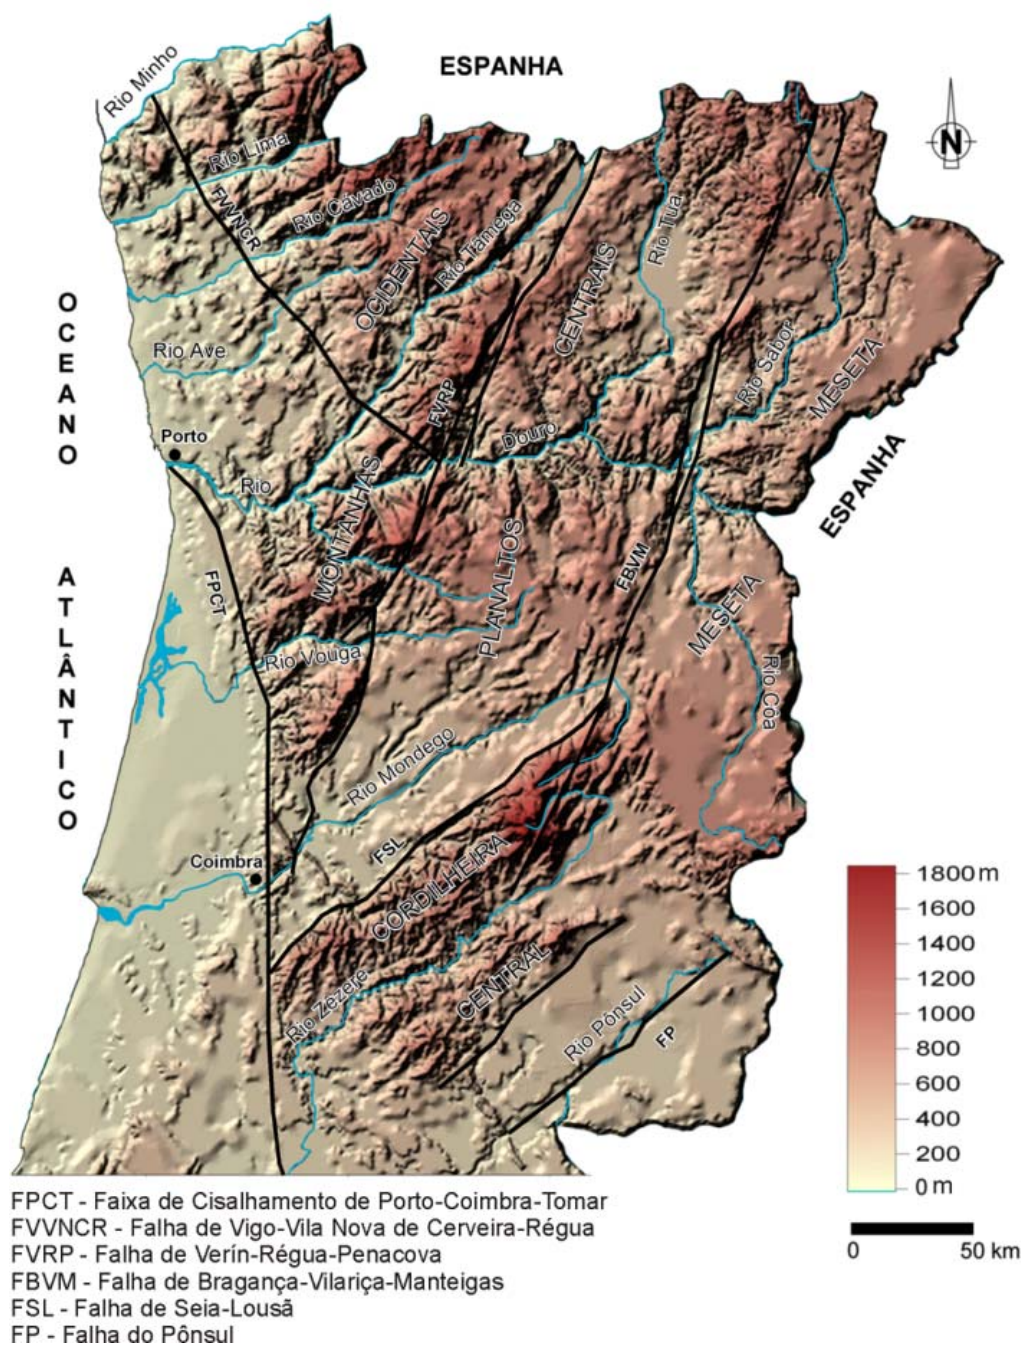 ESPANHA
Rio Minho
N
Rio Lima
Rio Cávado
FVVNCR
OCIDENTAIS
Rio Tâmega
CENTRAIS
Rio Tua
OCEANO
Rio Ave
Rio Sabor
MESETA
FVRP
Porto
Douro
ESPANHA
Rio
MONTANHAS
ATLÂNTICO
FPCT
PLANALTOS
FBVM
MESETA
Rio Vouga
Rio Côa
Rio Mondego
FSL
Coimbra
CORDILHEIRA
CENTRAL
Rio Zezere
Rio Pônsul
FP
1800 m
1600
1400
1200
1000
800
600
400
200
0 m
0 50 km
FPCT - Faixa de Cisalhamento de Porto-Coimbra-Tomar
FVVNCR - Falha de Vigo-Vila Nova de Cerveira-Régua
FVRP - Falha de Verín-Régua-Penacova
FBVM - Falha de Bragança-Vilariça-Manteigas
FSL - Falha de Seia-Lousã
FP - Falha do Pônsul